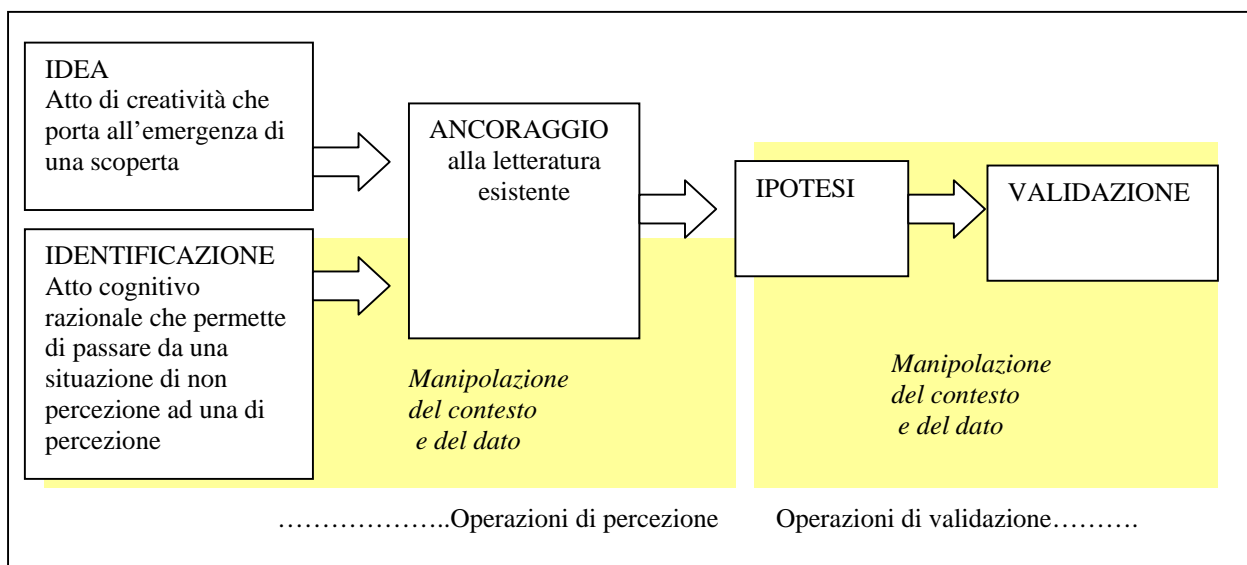 IDEA
Atto di creatività che
porta all’emergenza di
una scoperta
IDENTIFICAZIONE
Atto cognitivo
razionale che permette
di passare da una
situazione di non
percezione ad una di
percezione
ANCORAGGIO
alla letteratura
esistente
IPOTESI
VALIDAZIONE
Manipolazione
del contesto
e del dato
Manipolazione
del contesto
e del dato
………………..Operazioni di percezione
Operazioni di validazione……….